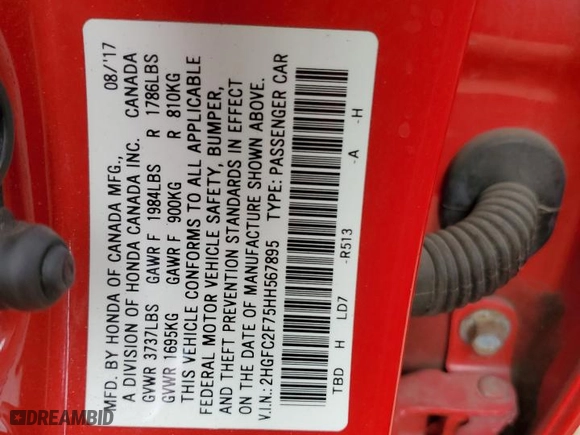 MFD. BY HONDA OF CANADA MFG., 08/'17
A DIVISION OF HONDA CANADA INC. CANADA
GVWR 3737LBS GAWR F 1984LBS R 1786LBS
GVWR 1695KG GAWR F 900KG R 810KG
THIS VEHICLE CONFORMS TO ALL APPLICABLE
FEDERAL MOTOR VEHICLE SAFETY, BUMPER,
AND THEFT PREVENTION STANDARDS IN EFFECT
ON THE DATE OF MANUFACTURE SHOWN ABOVE.
V.I.N.: 2HGFC2F75HH567895 TYPE: PASSENGER CAR
TBD H LD7 -R513 -A -H
DREAMBID